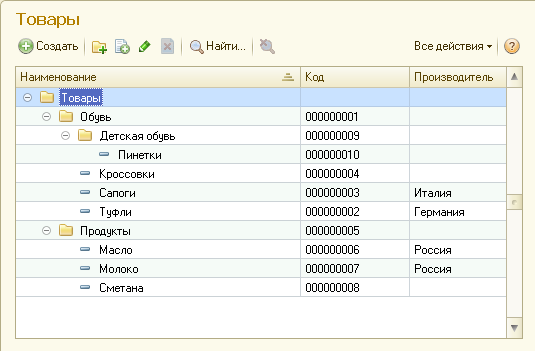 Товары
Создать Найти... Все действия ?
Наименование Код Производитель
Товары
Обувь 000000001
Детская обувь 000000009
Пинетки 000000010
Кроссовки 000000004
Сапоги 000000003 Италия
Туфли 000000002 Германия
Продукты 000000005
Масло 000000006 Россия
Молоко 000000007 Россия
Сметана 000000008